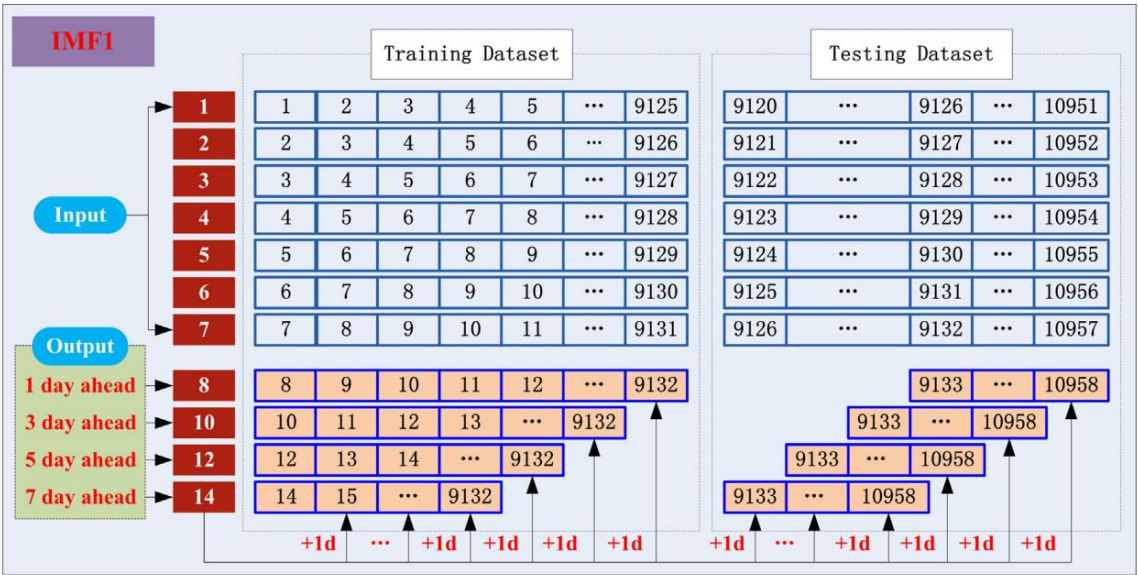 IMF1
Training Dataset Testing Dataset
1 1 2 3 4 5 ... 9125 9120 ... 9126 ... 10951
2 2 3 4 5 6 ... 9126 9121 ... 9127 ... 10952
3 3 4 5 6 7 ... 9127 9122 ... 9128 ... 10953
Input
4 4 5 6 7 8 ... 9128 9123 ... 9129 ... 10954
5 5 6 7 8 9 ... 9129 9124 ... 9130 ... 10955
6 6 7 8 9 10 ... 9130 9125 ... 9131 ... 10956
7 7 8 9 10 11 ... 9131 9126 ... 9132 ... 10957
Output
1 day ahead 8 8 9 10 11 12 ... 9132 9133 ... 10958
3 day ahead 10 10 11 12 13 ... 9132 9133 ... 10958
5 day ahead 12 12 13 14 ... 9132 9133 ... 10958
7 day ahead 14 14 15 ... 9132 9133 ... 10958
+1d ... +1d +1d +1d +1d +1d ... +1d +1d +1d +1d